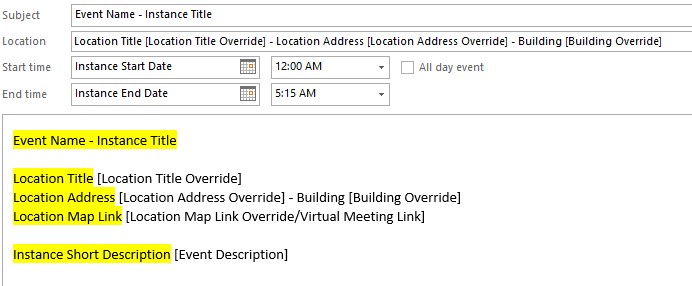 Subject Event Name - Instance Title
Location Location Title [Location Title Override] - Location Address [Location Address Override] - Building [Building Override]
Start time Instance Start Date 12:00 AM All day event
End time Instance End Date 5:15 AM
Event Name - Instance Title
Location Title [Location Title Override]
Location Address [Location Address Override] - Building [Building Override]
Location Map Link [Location Map Link Override/Virtual Meeting Link]
Instance Short Description [Event Description]